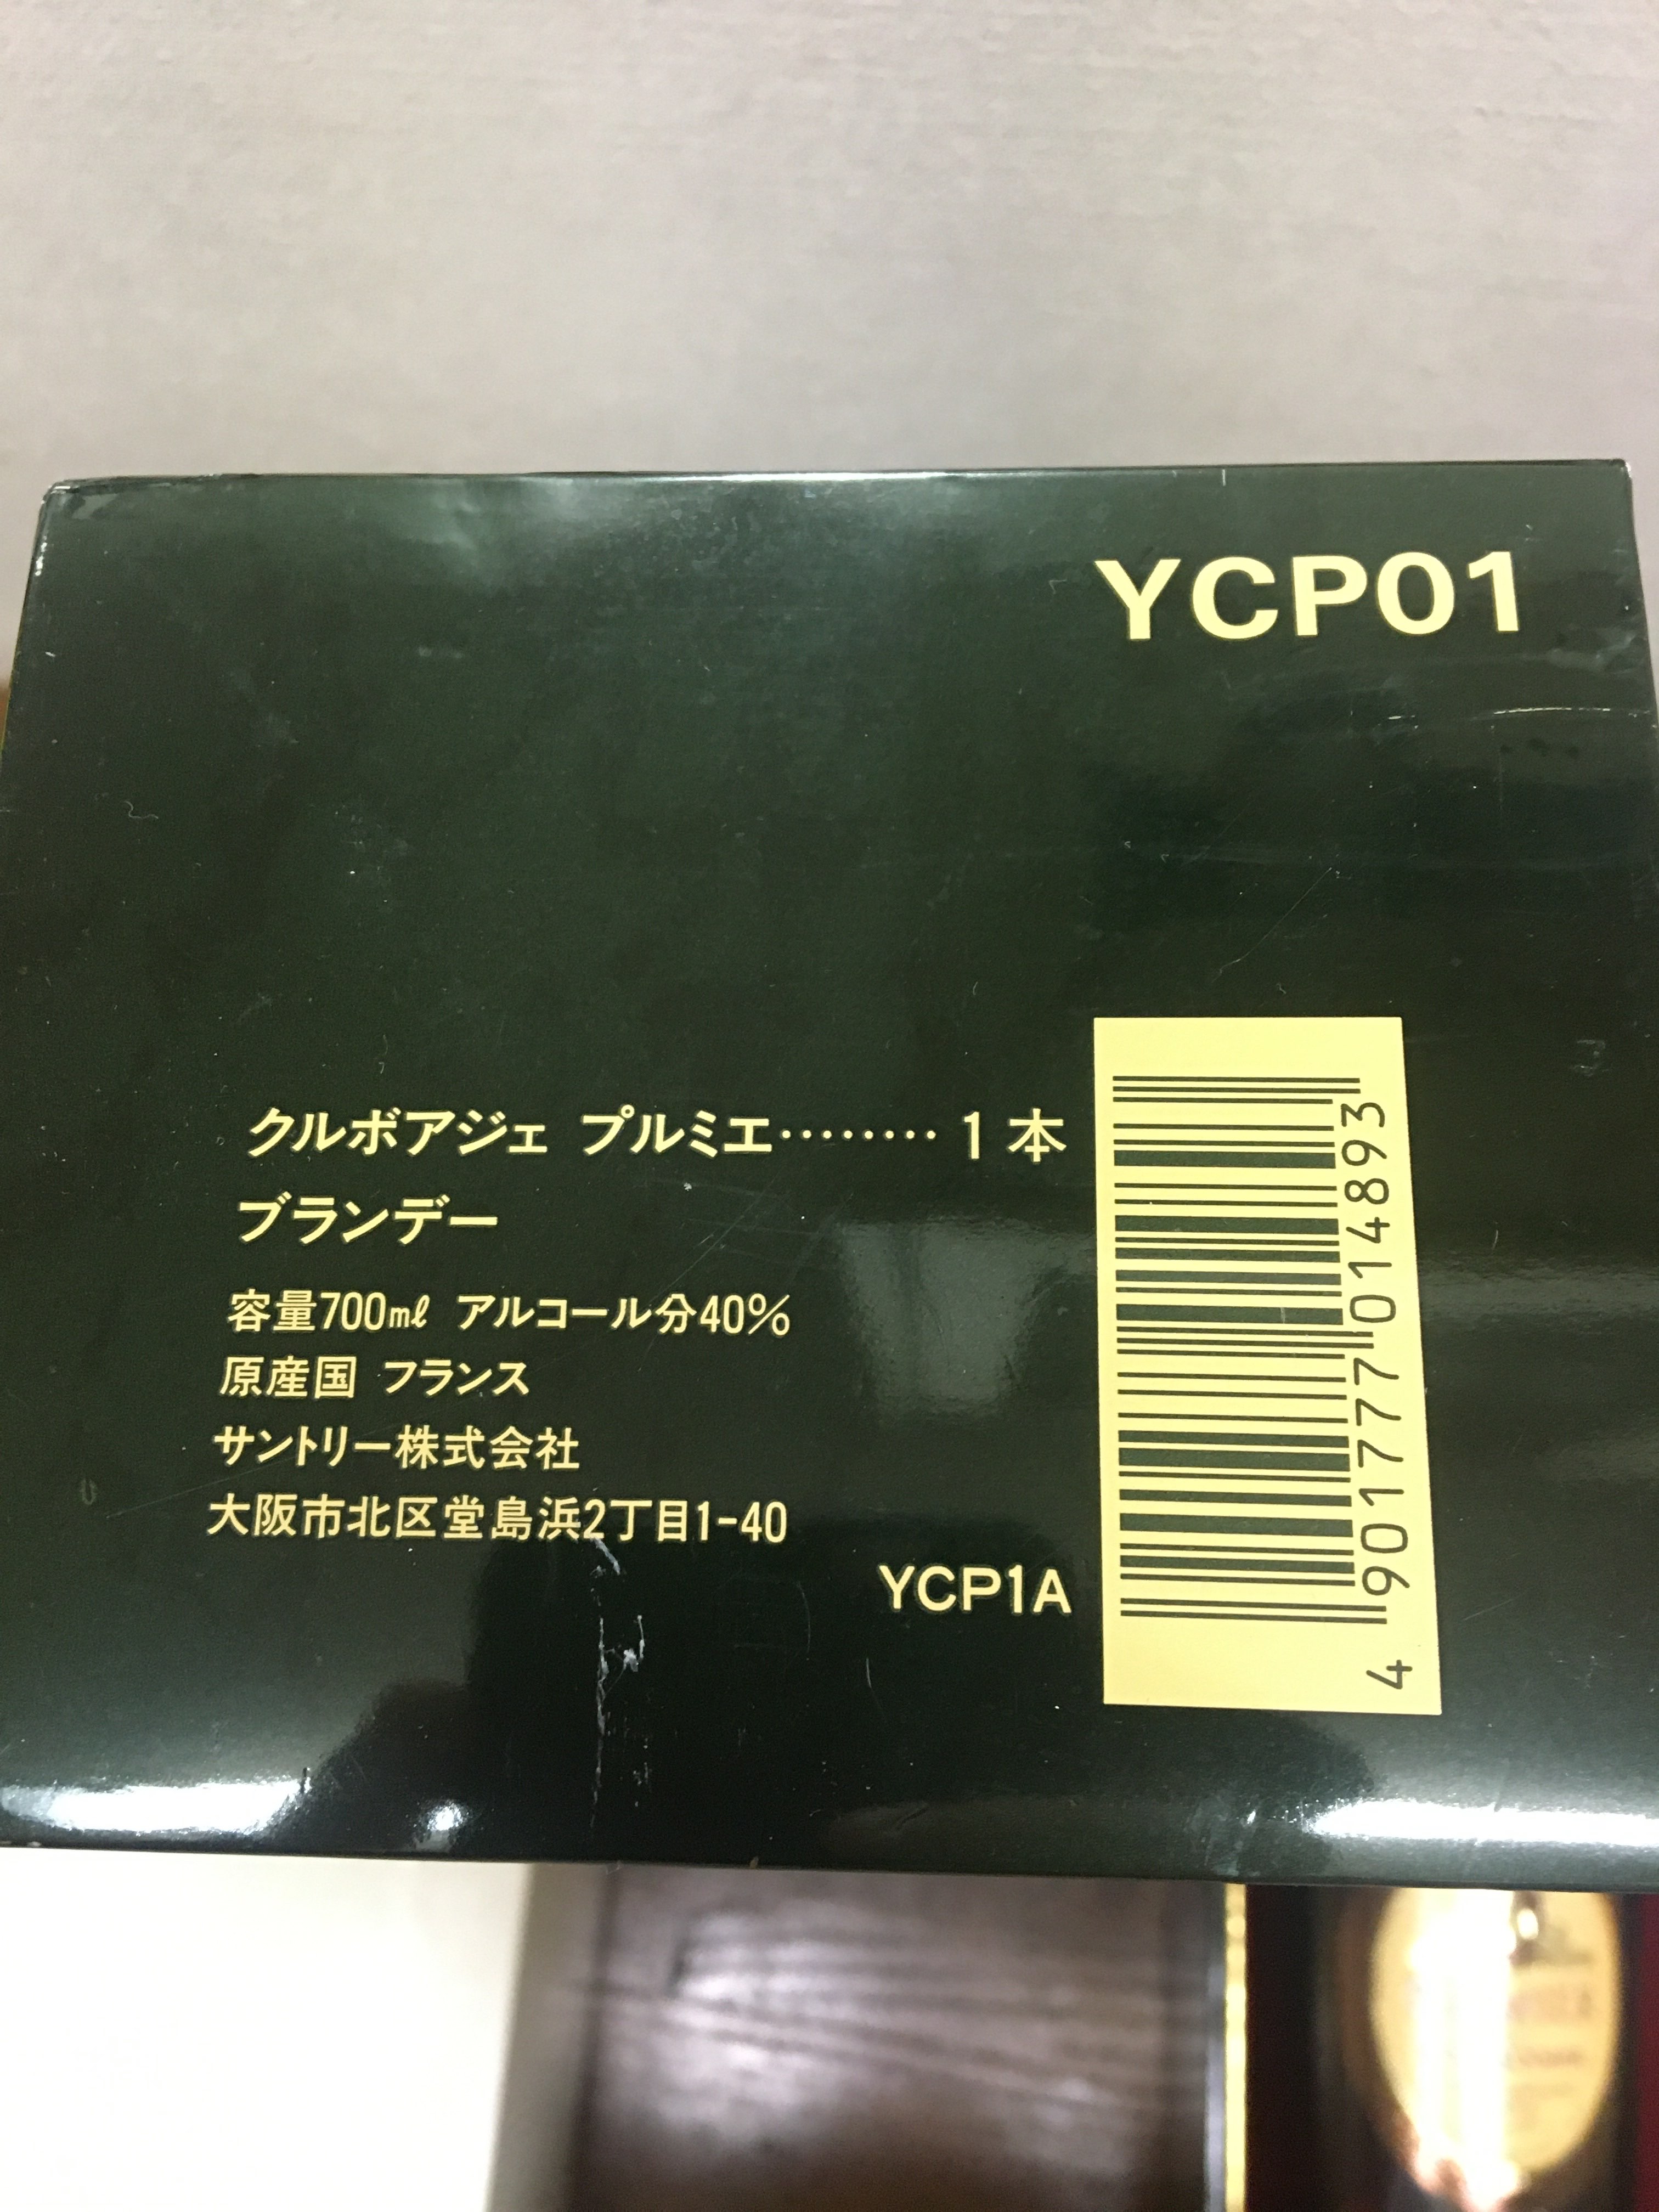 YCP01
クルボアジェ プルミエ‥‥‥‥ 1 本
ブランデー
容量700mℓ アルコール分40%
原産国 フランス
サントリー株式会社
大阪市北区堂島浜2丁目1-40
YCP1A
4 901777 014893